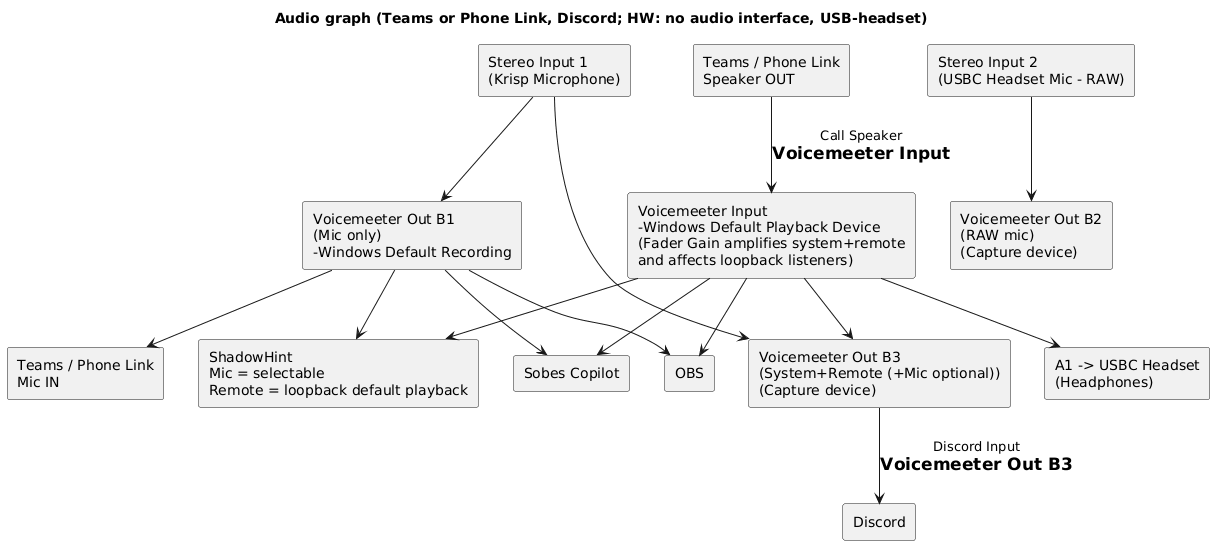 Audio graph (Teams or Phone Link, Discord; HW: no audio interface, USB-headset)
Stereo Input 1
(Krisp Microphone)
Teams / Phone Link
Speaker OUT
Stereo Input 2
(USBC Headset Mic - RAW)
Call Speaker
Voicemeeter Input
Voicemeeter Out B1
(Mic only)
-Windows Default Recording
Voicemeeter Input
-Windows Default Playback Device
(Fader Gain amplifies system+remote
and affects loopback listeners)
Voicemeeter Out B2
(RAW mic)
(Capture device)
Teams / Phone Link
Mic IN
ShadowHint
Mic = selectable
Remote = loopback default playback
Sobes Copilot
OBS
Voicemeeter Out B3
(System+Remote (+Mic optional))
(Capture device)
A1 -> USBC Headset
(Headphones)
Discord Input
Voicemeeter Out B3
Discord